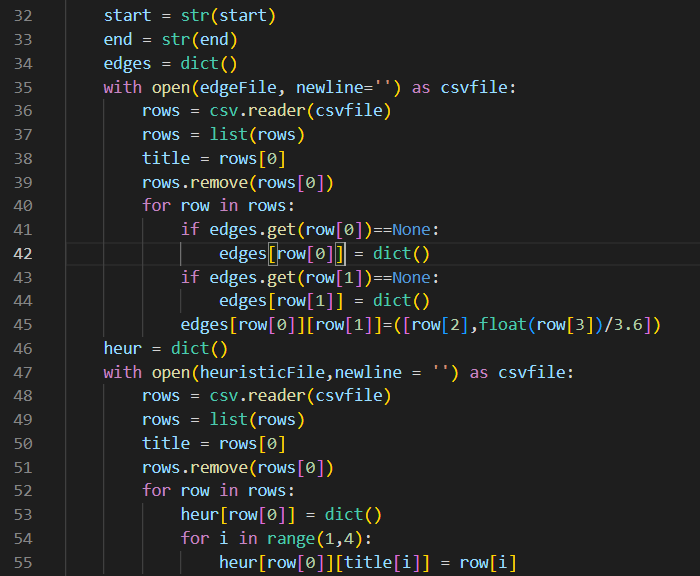 32 start = str(start)
33 end = str(end)
34 edges = dict()
35 with open(edgeFile, newline='') as csvfile:
36 rows = csv.reader(csvfile)
37 rows = list(rows)
38 title = rows[0]
39 rows.remove(rows[0])
40 for row in rows:
41 if edges.get(row[0])==None:
42 edges[row[0]] = dict()
43 if edges.get(row[1])==None:
44 edges[row[1]] = dict()
45 edges[row[0]][row[1]]=([row[2],float(row[3])/3.6])
46 heur = dict()
47 with open(heuristicFile,newline = '') as csvfile:
48 rows = csv.reader(csvfile)
49 rows = list(rows)
50 title = rows[0]
51 rows.remove(rows[0])
52 for row in rows:
53 heur[row[0]] = dict()
54 for i in range(1,4):
55 heur[row[0]][title[i]] = row[i]